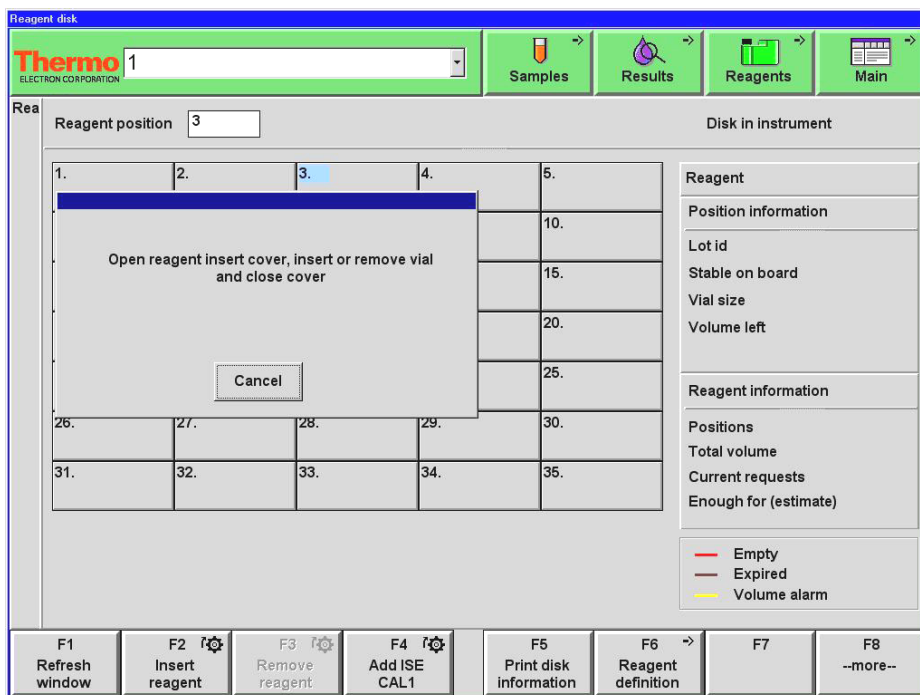 Reagent disk
Thermo
ELECTRON CORPORATION
1
Samples
Results
Reagents
Main
Rea
Reagent position
3
Disk in instrument
1.
2.
3.
4.
5.
10.
15.
20.
25.
26.
27.
28.
29.
30.
31.
32.
33.
34.
35.
Open reagent insert cover, insert or remove vial
and close cover
Cancel
Reagent
Position information
Lot id
Stable on board
Vial size
Volume left
Reagent information
Positions
Total volume
Current requests
Enough for (estimate)
Empty
Expired
Volume alarm
F1
Refresh
window
F2
Insert
reagent
F3
Remove
reagent
F4
Add ISE
CAL1
F5
Print disk
information
F6
Reagent
definition
F7
F8
--more--